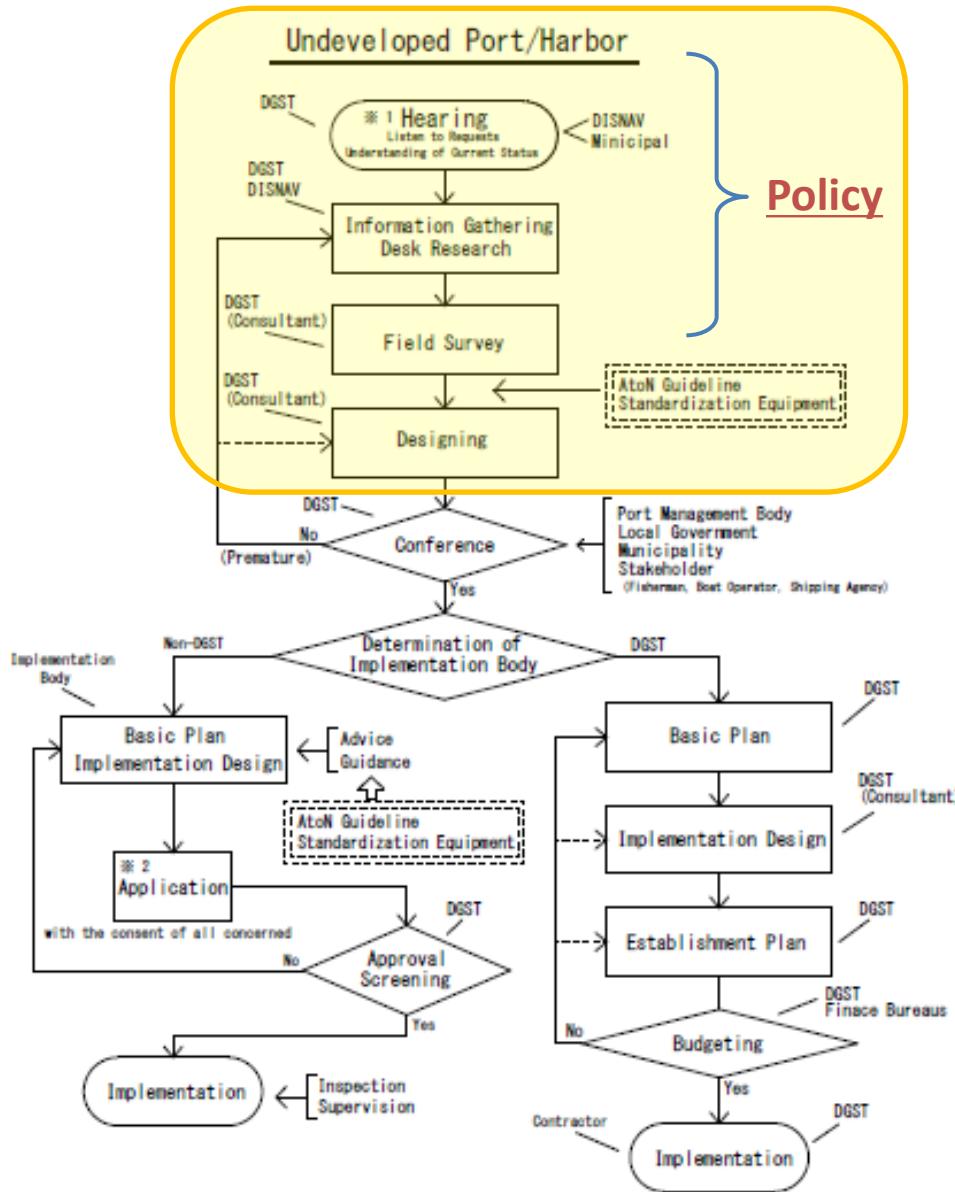 Undeveloped Port/Harbor
DGST
※ 1 Hearing
Listen to Requests
Understanding of Current Status
DISNAV
Minicipal
Policy
DGST
DISNAV
Information Gathering
Desk Research
DGST
(Consultant)
Field Survey
DGST
(Consultant)
AtoN Guideline
Standardization Equipment
Designing
DGST
No
(Premature)
Conference
Port Management Body
Local Government
Municipality
Stakeholder
(Fisherman, Boat Operator, Shipping Agency)
Yes
Determination of
Implementation Body
Non-DGST
DGST
Implementation
Body
Basic Plan
Implementation Design
Advice
Guidance
AtoN Guideline
Standardization Equipment
※ 2
Application
with the consent of all concerned
DGST
No
Approval
Screening
Yes
Implementation
Inspection
Supervision
DGST
Basic Plan
DGST
(Consultant)
Implementation Design
DGST
Establishment Plan
DGST
Finace Bureaus
No
Budgeting
Yes
Contractor
DGST
Implementation